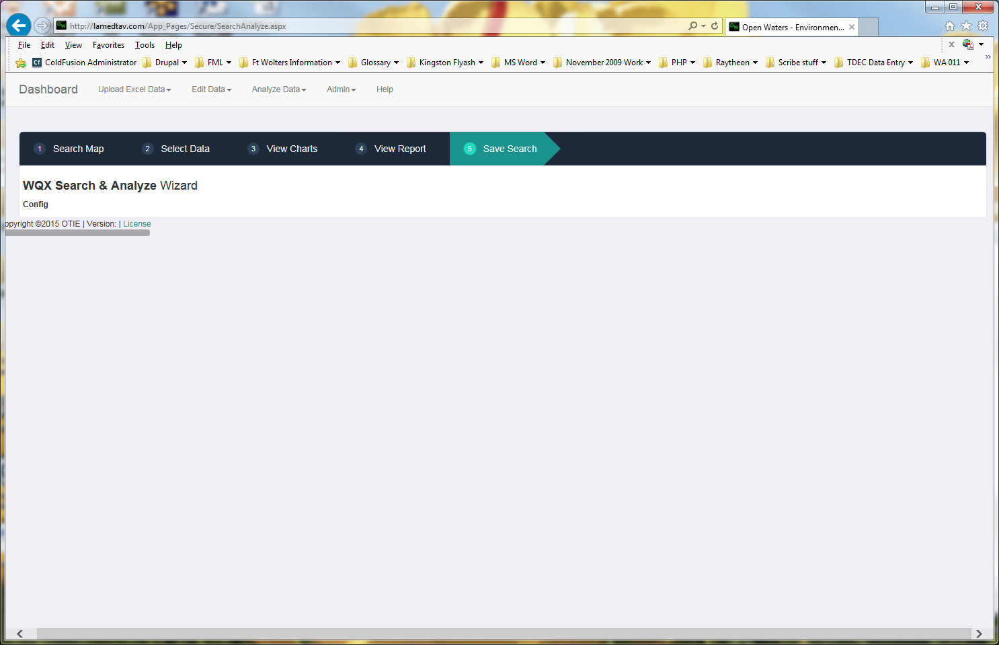 http://lamedtav.com/App_Pages/Secure/SearchAnalyze.aspx
Open Waters - Environmen...
File Edit View Favorites Tools Help
ColdFusion Administrator Drupal FML Ft Wolters Information Glossary Kingston Flyash MS Word November 2009 Work PHP Raytheon Scribe stuff TDEC Data Entry WA 011
Dashboard Upload Excel Data Edit Data Analyze Data Admin Help
1 Search Map 2 Select Data 3 View Charts 4 View Report 5 Save Search
WQX Search & Analyze Wizard
Config
opyright ©2015 OTIE | Version: | License